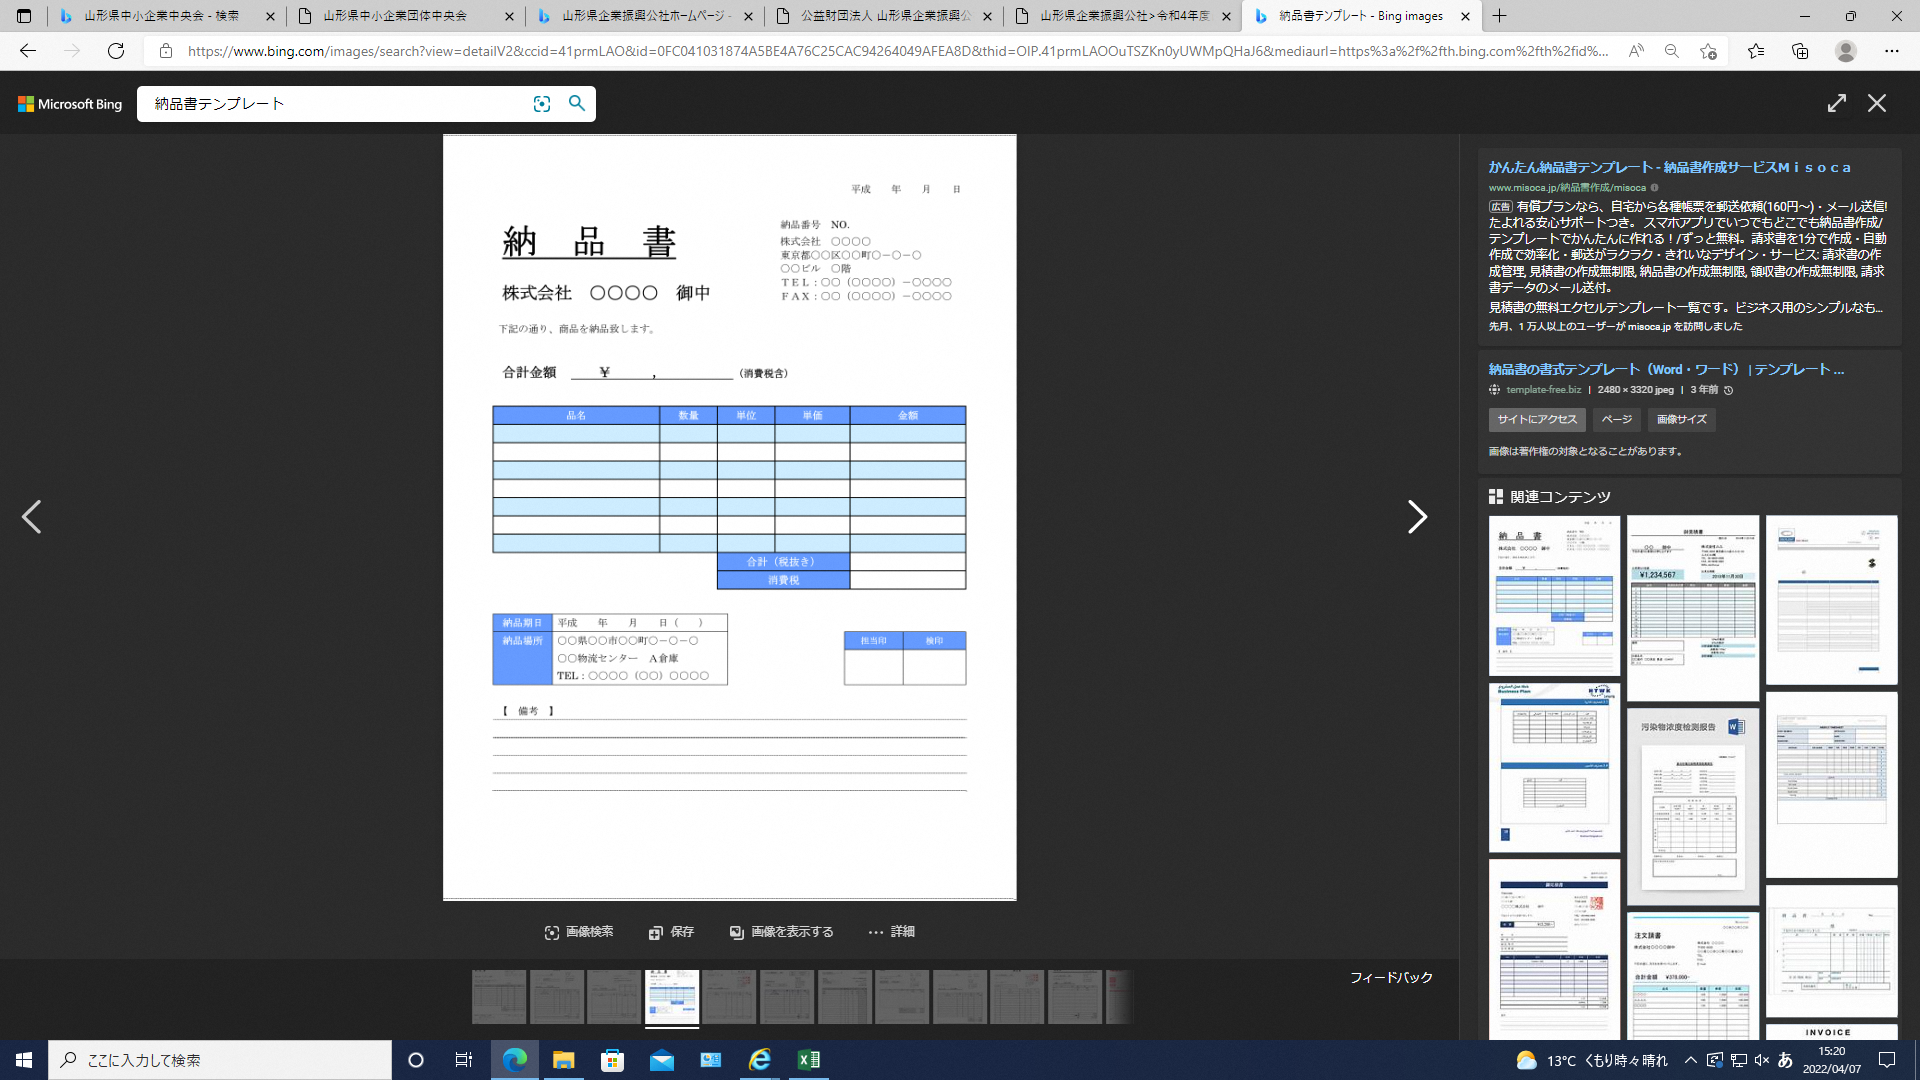 山形県中小企業中央会 - 検索
山形県中小企業団体中央会
山形県企業振興公社ホームページ -
公益財団法人 山形県企業振興公
山形県企業振興公社>令和4年度
納品書テンプレート - Bing images
https://www.bing.com/images/search?view=detailV2&ccid=41prmLAO&id=0FC041031874A5BE4A76C25CAC94264049AFEA8D&thid=OIP.41prmLAOOuTSZKn0yUWMpQHaJ6&mediaurl=https%3a%2f%2fth.bing.com%2fth%2fid%...
Microsoft Bing
納品書テンプレート
平成 年 月 日
納品書
納品番号 NO.
株式会社 ○○○○
東京都○○区○○町○－○－○
○○ビル ○階
ＴＥＬ：○○（○○○○）－○○○○
ＦＡＸ：○○（○○○○）－○○○○
株式会社 ○○○○ 御中
下記の通り、商品を納品致します。
合計金額 ￥ , （消費税含）
品名 数量 単位 単価 金額
合計（税抜き）
消費税
納品期日 平成 年 月 日（ ）
納品場所 ○○県○○市○○町○－○－○
○○物流センター Ａ倉庫
TEL：○○○○（○○）○○○○
担当印 検印
【 備考 】
画像検索 保存 画像を表示する 詳細
フィードバック
かんたん納品書テンプレート - 納品書作成サービスＭｉｓｏｃａ
www.misoca.jp/納品書作成/misoca
広告 有償プランなら、自宅から各種帳票を郵送依頼(160円～)・メール送信!
たよれる安心サポートつき。 スマホアプリでいつでもどこでも納品書作成/
テンプレートでかんたんに作れる！/ずっと無料。請求書を1分で作成・自動
作成で効率化・郵送がラクラク・きれいなデザイン・サービス: 請求書の作
成管理, 見積書の作成無制限, 納品書の作成無制限, 領収書の作成無制限, 請求
書データのメール送付。
見積書の無料エクセルテンプレート一覧です。ビジネス用のシンプルなも...
先月、1 万人以上のユーザーが misoca.jp を訪問しました
納品書の書式テンプレート（Word・ワード） | テンプレート ...
template-free.biz | 2480 × 3320 jpeg | 3 年前
サイトにアクセス ページ 画像サイズ
画像は著作権の対象となることがあります。
関連コンテンツ
納品書
¥1,234,567
Business Plan
污染物浓度检测报告
注文請書
合計金額 ¥378,000-
INVOICE
ここに入力して検索
13°C くもり時々晴れ
あ
15:20
2022/04/07